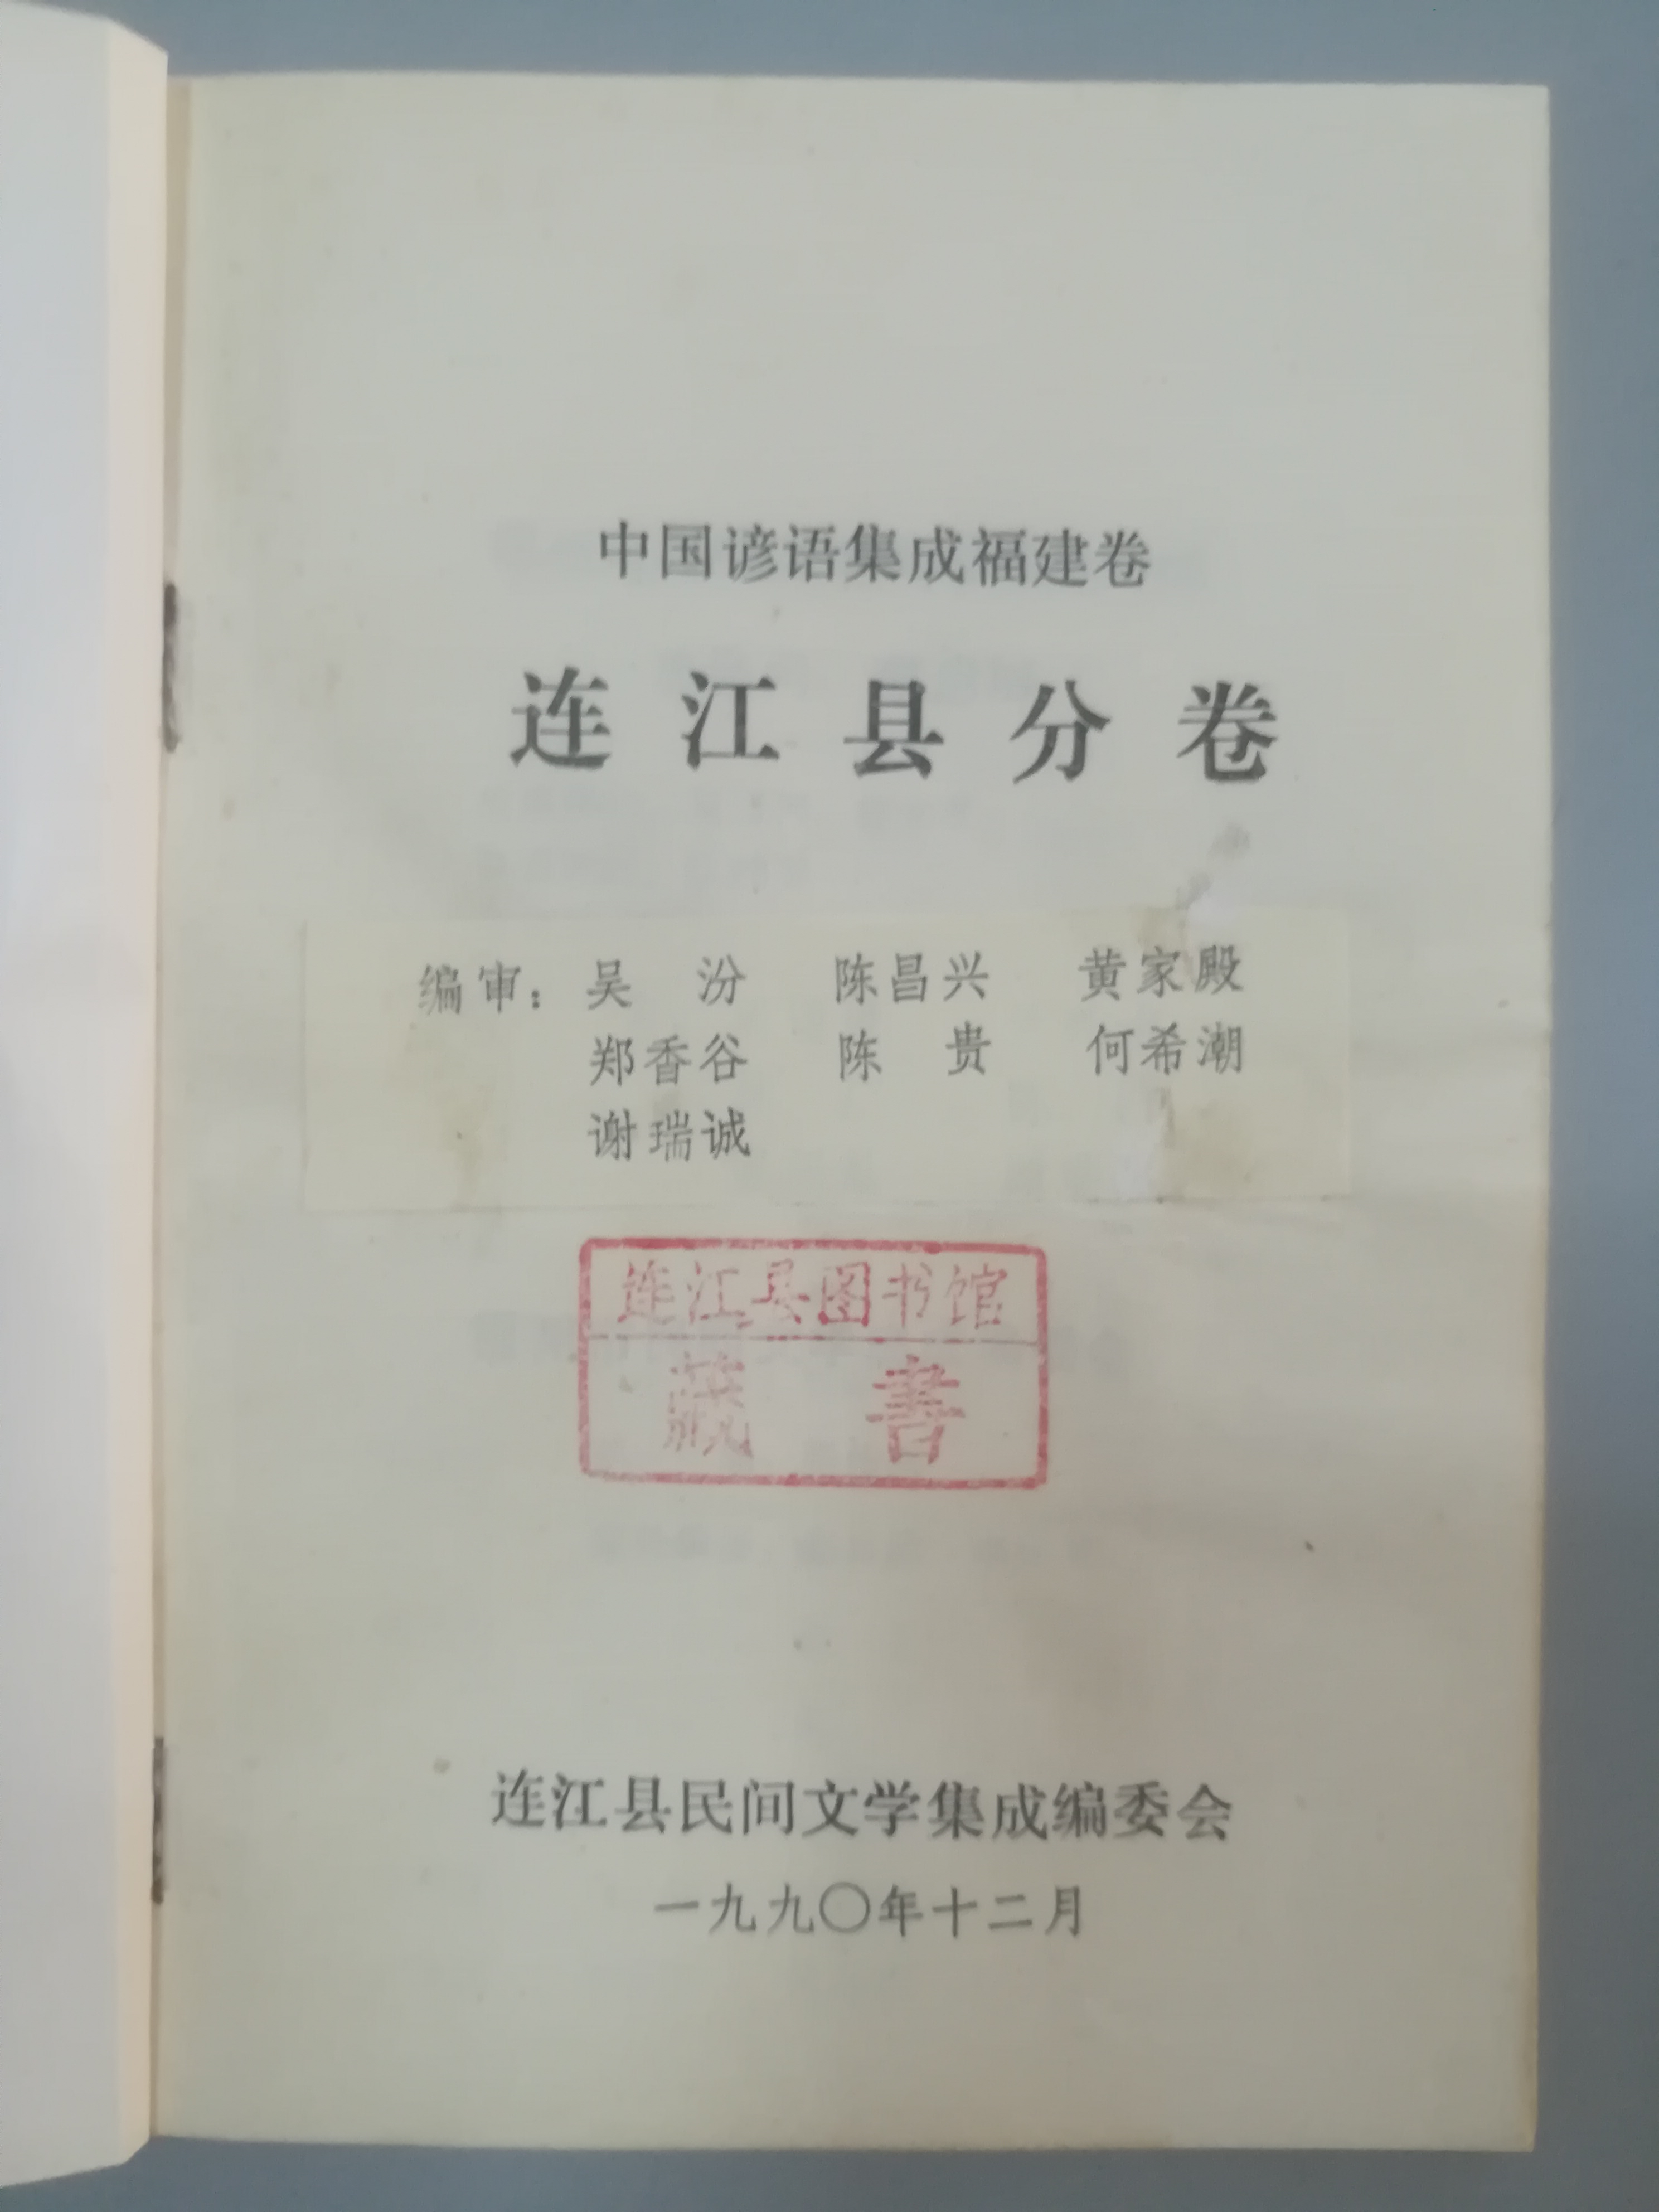 中国谚语集成福建卷
连江县分卷
编审：吴汾 陈昌兴 黄家殿
郑香谷 陈贵 何希潮
谢瑞诚
连江县图书馆
藏書
连江县民间文学集成编委会
一九九〇年十二月